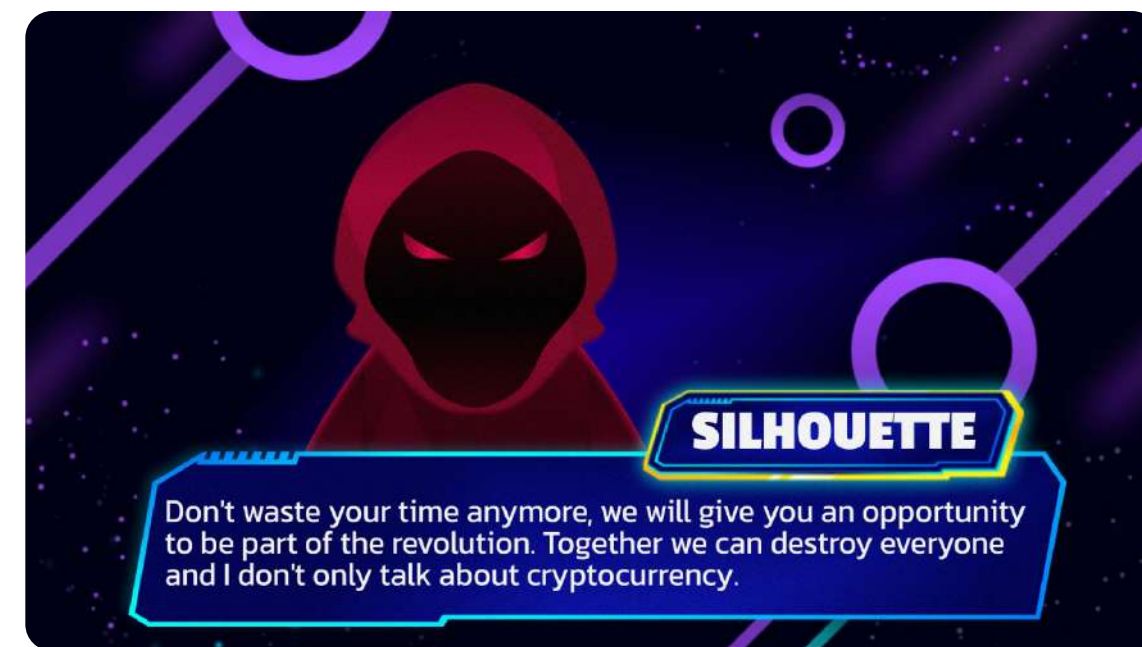 SILHOUETTE
Don't waste your time anymore, we will give you an opportunity
to be part of the revolution. Together we can destroy everyone
and I don't only talk about cryptocurrency.